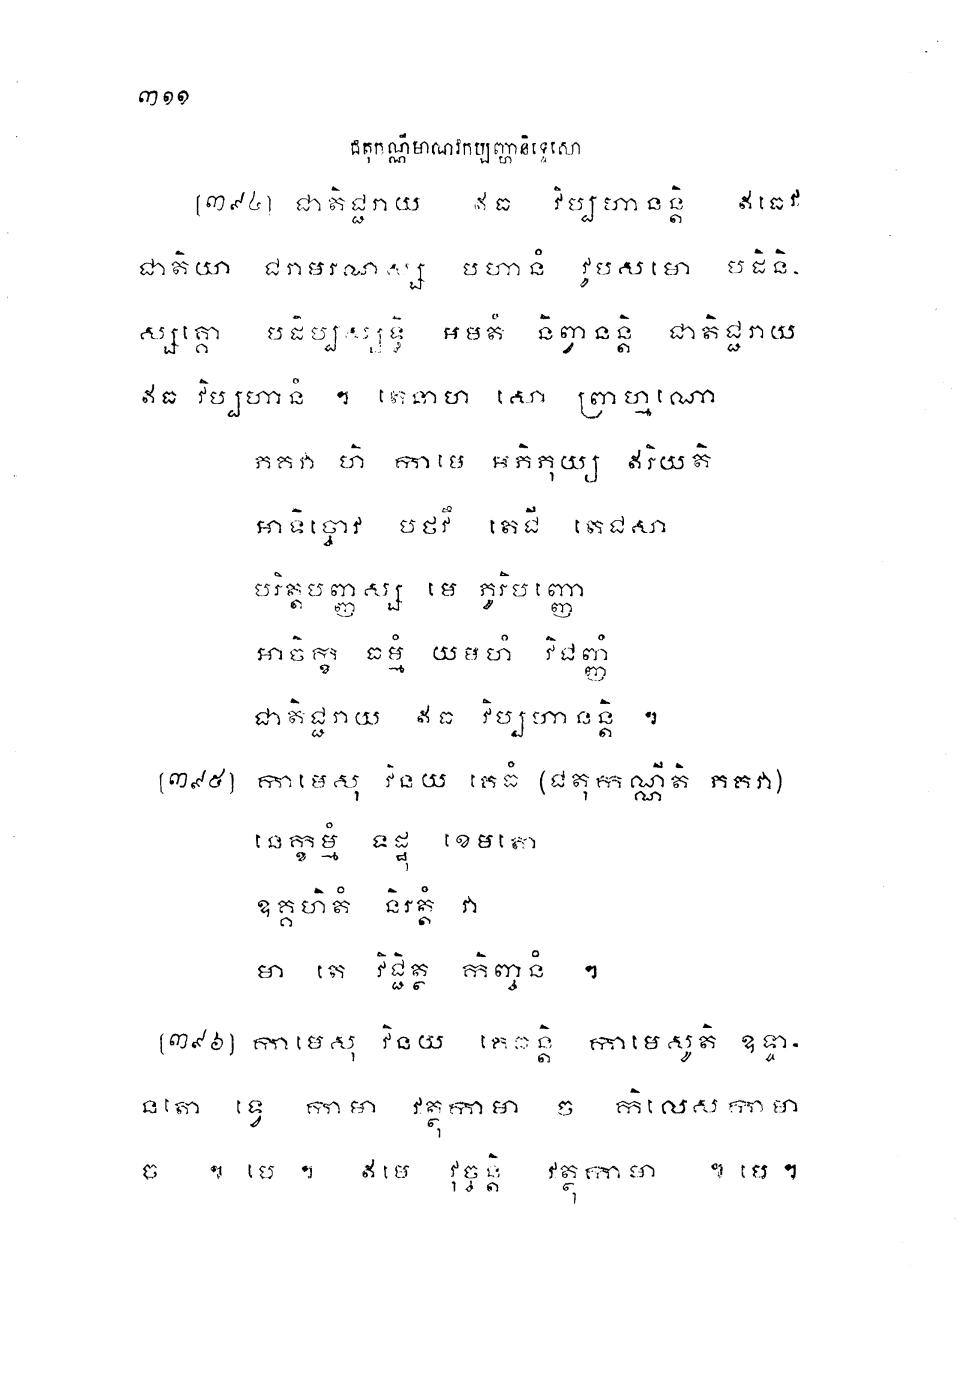 ៣១១
ជតុកណ្ណីមាណវកប្បញ្ហានិទ្ទេសោ
[៣៩៤] ជាតិជ្ជរាយ ឥធ វិប្បហានន្តិ ឥធេវ
ជាតិយា ជរាមរណស្ស បហានំ វូបសមោ បដិនិ-
ស្សគ្គោ បដិប្បស្សទ្ធិ អមតំ និព្វានន្តិ ជាតិជ្ជរាយ
ឥធ វិប្បហានំ ។ តេនាហ សោ ព្រាហ្មណោ
ភគវា ហិ កាមេ អភិភុយ្យ ឥរិយតិ
អាទិច្ចោវ បថវឹ តេជី តេជសា
បរិត្តបញ្ញស្ស មេ ភូរិបញ្ញោ
អាចិក្ខ ធម្មំ យមហំ វិជញ្ញំ
ជាតិជ្ជរាយ ឥធ វិប្បហានន្តិ ។
[៣៩៥] កាមេសុ វិនយ គេធំ (ជតុកណ្ណីតិ ភគវា)
នេក្ខម្មំ ទដ្ឋុ ខេមតោ
ឧគ្គហិតំ និរត្តំ វា
មា តេ វិជ្ជិត្ថ កិញ្ចនំ ។
[៣៩៦] កាមេសុ វិនយ គេធន្តិ កាមេសូតិ ឧទ្ទា-
នតោ ទ្វេ កាមា វត្ថុកាមា ច កិលេសកាមា
ច ។ បេ ។ ឥមេ វុច្ចន្តិ វត្ថុកាមា ។ បេ ។